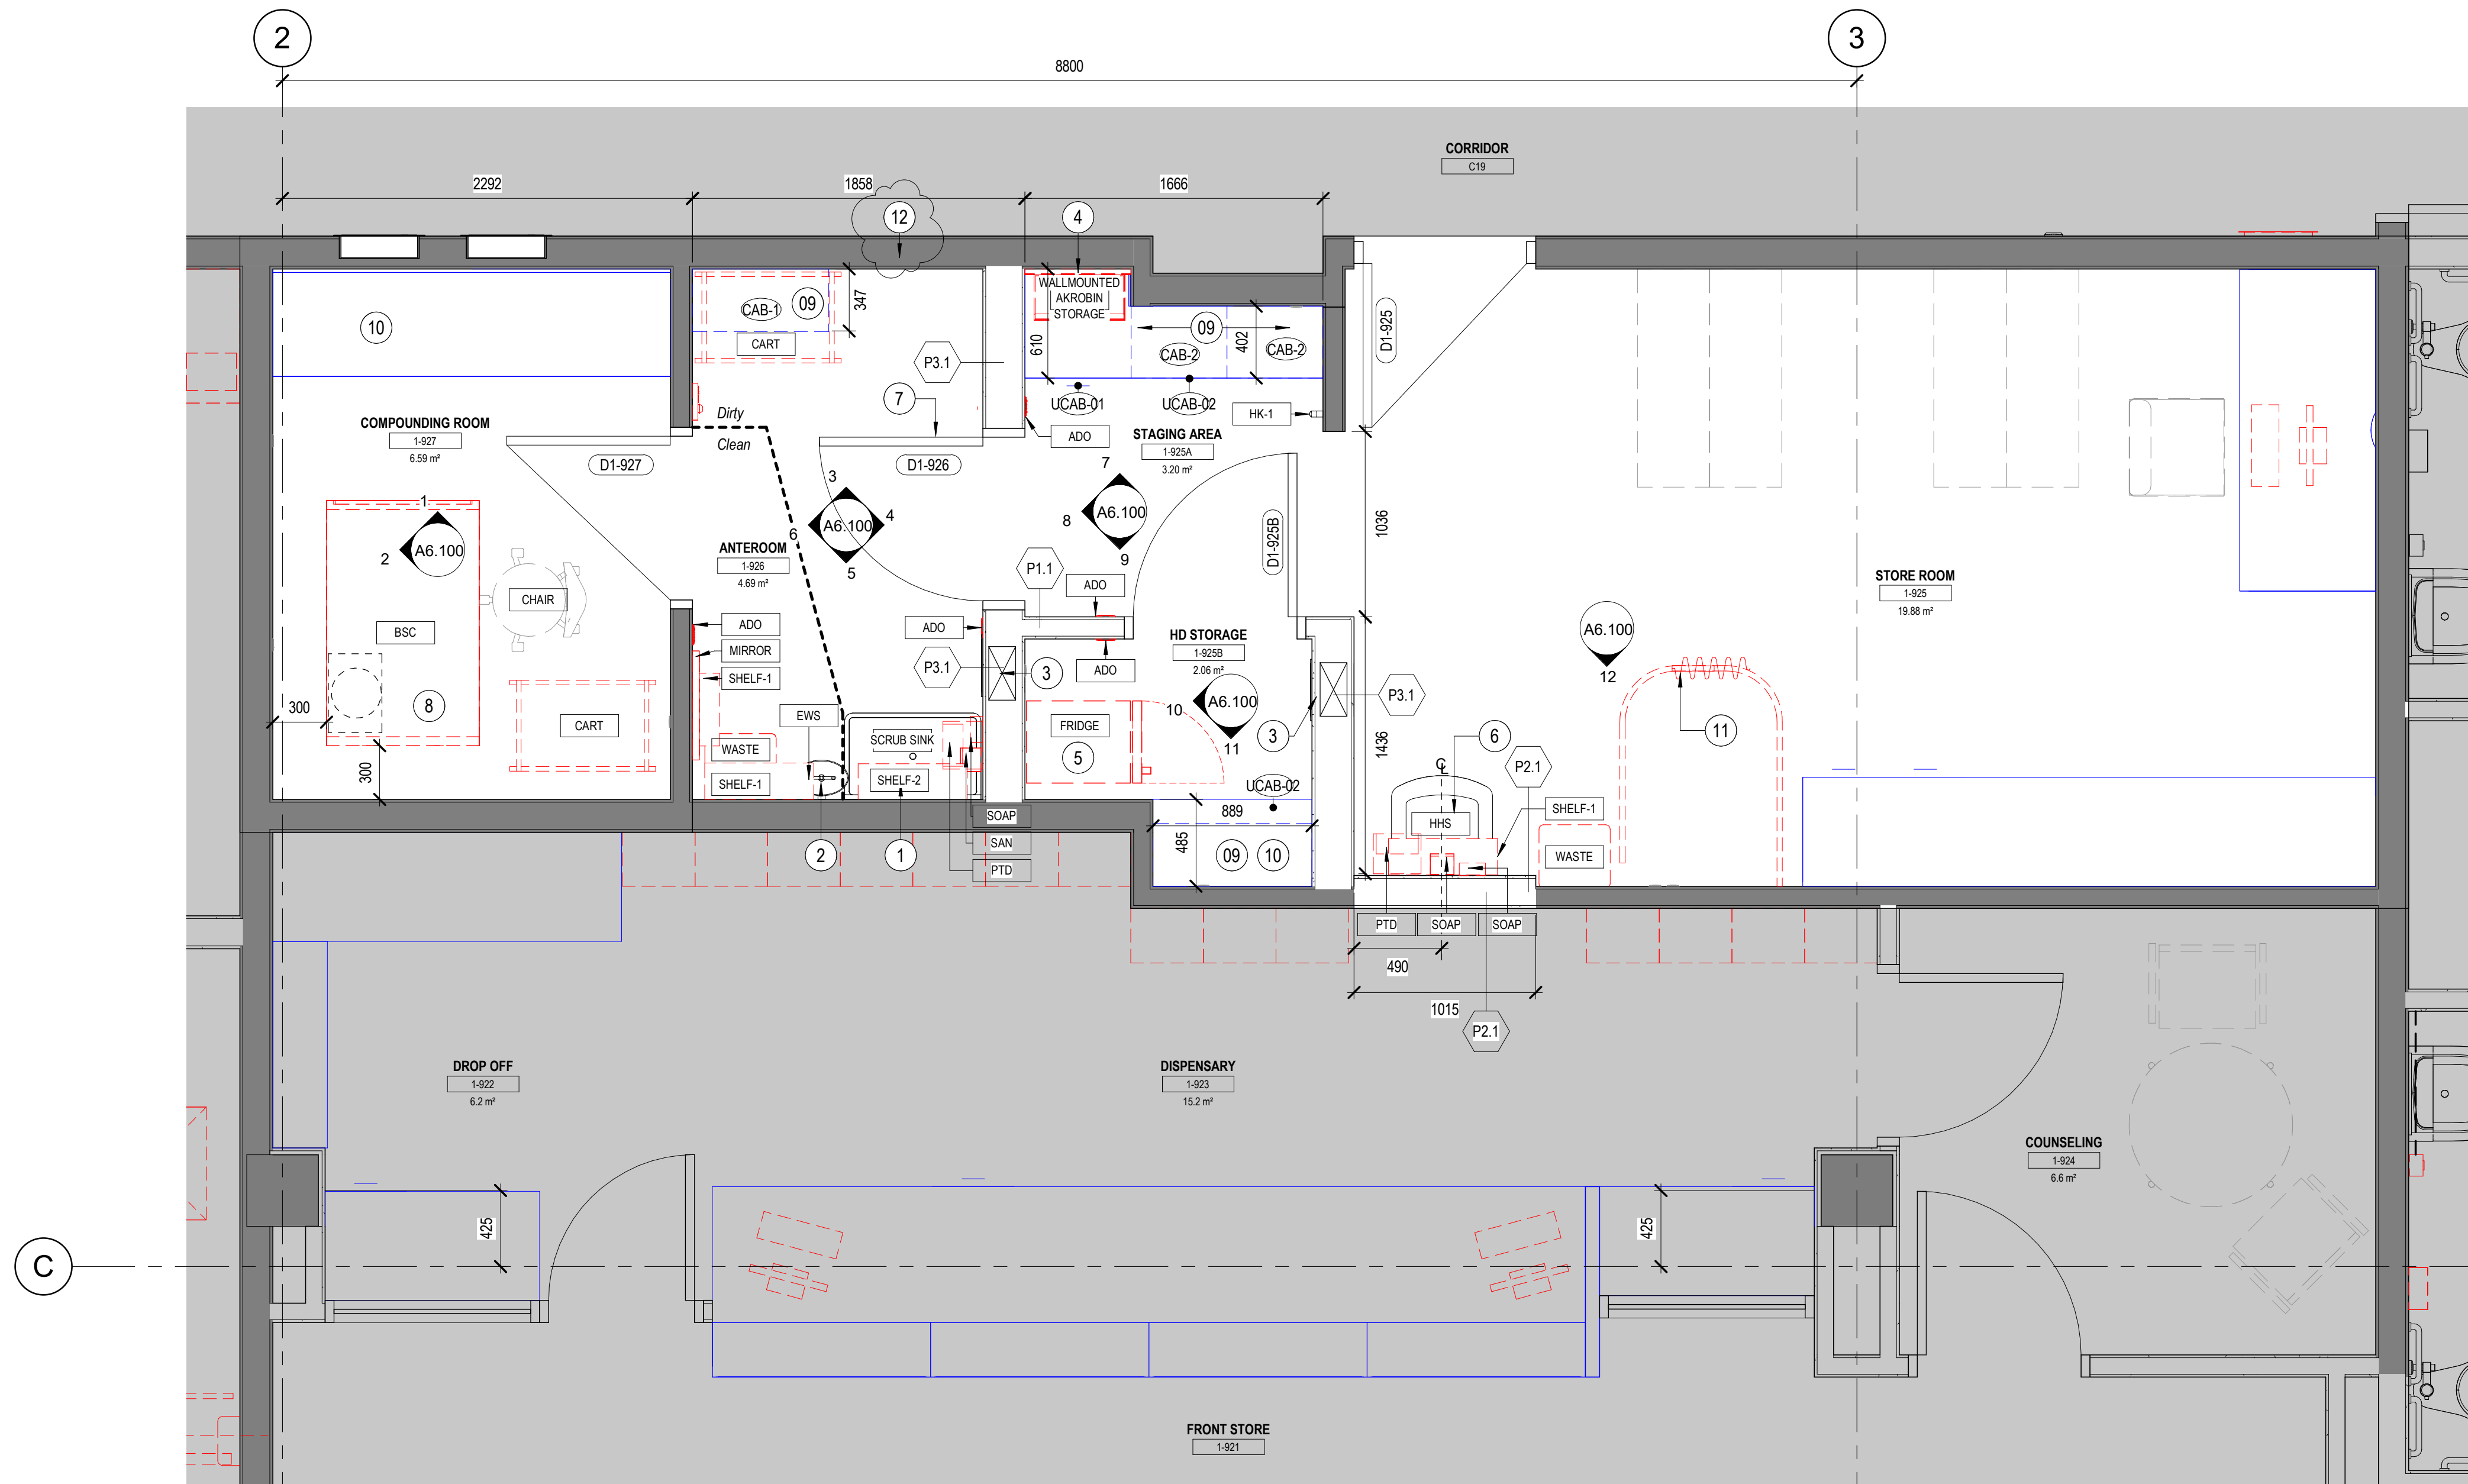 2
3
8800
CORRIDOR
C19
2292
1858
1666
12
4
WALLMOUNTED
AKROBIN
STORAGE
10
CAB-1
09
347
CART
P3.1
610
09
CAB-2
402
CAB-2
D1-925
7
UCAB-01
UCAB-02
HK-1
Dirty
Clean
COMPOUNDING ROOM
1-927
6.59 m²
ADO
STAGING AREA
1-925A
3.20 m²
D1-927
D1-926
1
2
A6.100
3
4
A6.100
6
5
7
8
A6.100
9
D1-925B
1036
ANTEROOM
1-926
4.69 m²
P1.1
ADO
STORE ROOM
1-925
19.88 m²
CHAIR
BSC
ADO
MIRROR
SHELF-1
ADO
P3.1
3
ADO
HD STORAGE
1-925B
2.06 m²
A6.100
10
11
A6.100
12
P3.1
300
8
CART
300
EWS
WASTE
SHELF-1
SCRUB SINK
SHELF-2
FRIDGE
5
3
1436
6
11
CL
P2.1
UCAB-02
889
485
09
10
HHS
SHELF-1
WASTE
SOAP
SAN
PTD
2
1
PTD
SOAP
SOAP
490
1015
P2.1
DROP OFF
1-922
6.2 m²
DISPENSARY
1-923
15.2 m²
COUNSELING
1-924
6.6 m²
425
425
C
FRONT STORE
1-921